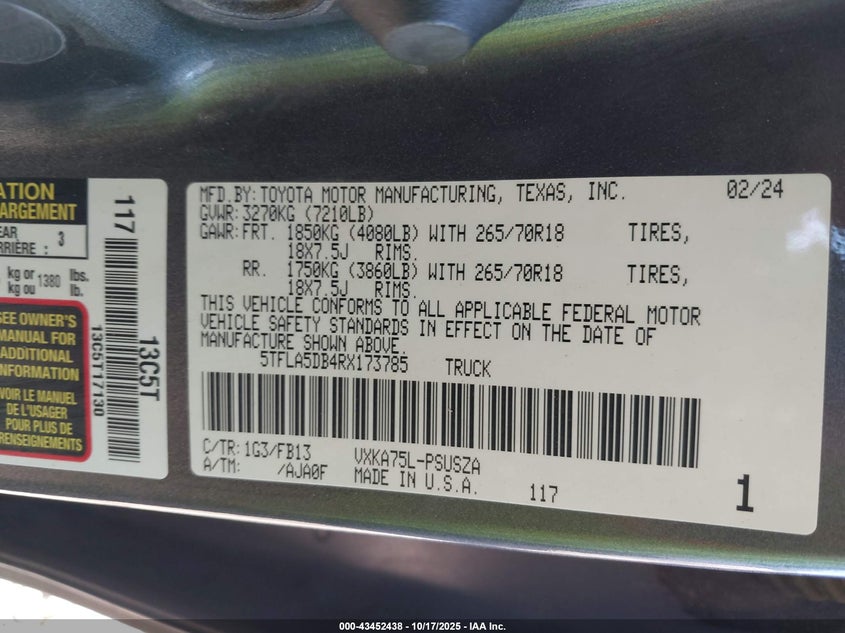 ATION
ARGEMENT
EAR
RRIÈRE : 3
kg or 1380 lbs.
kg ou lb.
SEE OWNER'S
MANUAL FOR
ADDITIONAL
INFORMATION
VOIR LE MANUEL
DE L'USAGER
POUR PLUS DE
RENSEIGNEMENTS
117
13C5T17130
13C5T
MFD.BY:TOYOTA MOTOR MANUFACTURING, TEXAS, INC. 02/24
GVWR:3270KG (7210LB)
GAWR:FRT. 1850KG (4080LB) WITH 265/70R18 TIRES,
18X7.5J RIMS.
RR. 1750KG (3860LB) WITH 265/70R18 TIRES,
18X7.5J RIMS.
THIS VEHICLE CONFORMS TO ALL APPLICABLE FEDERAL MOTOR
VEHICLE SAFETY STANDARDS IN EFFECT ON THE DATE OF
MANUFACTURE SHOWN ABOVE.
5TFLA5DB4RX173785 TRUCK
C/TR:1G3/FB13 VXKA75L-PSUSZA
A/TM: /AJA0F MADE IN U.S.A. 117 1
000-43452438 - 10/17/2025 - IAA Inc.